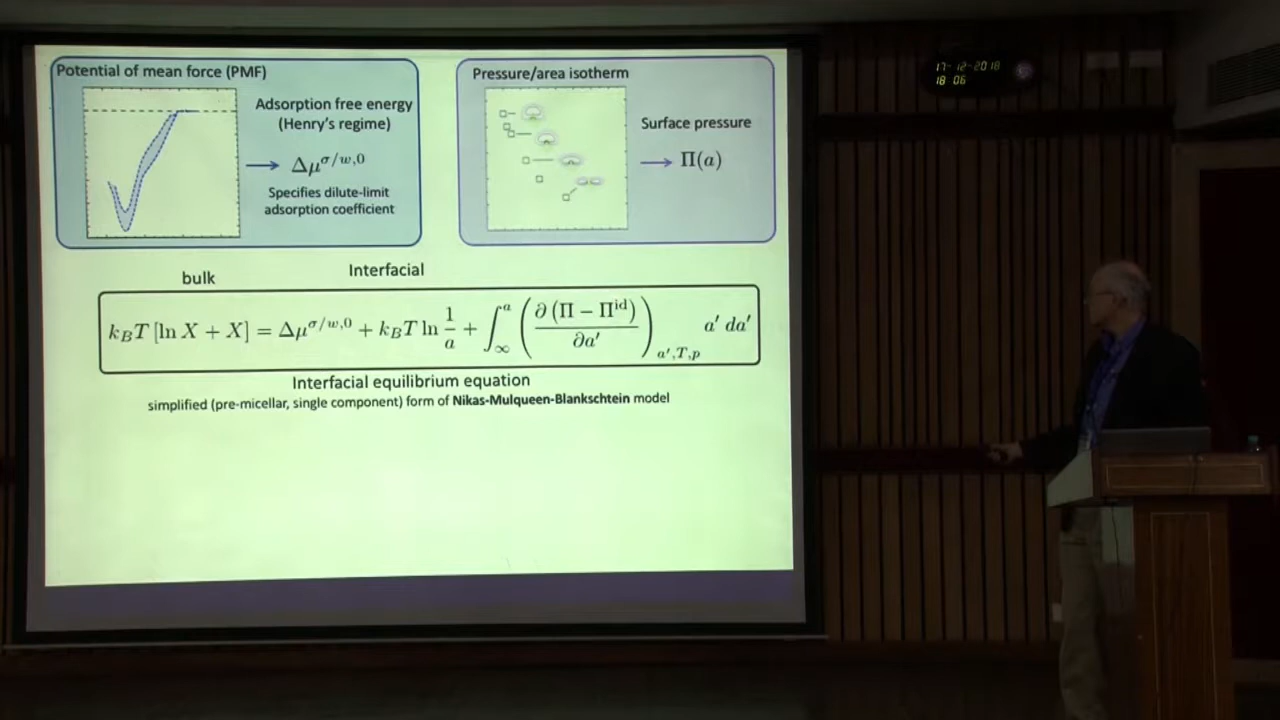 Potential of mean force (PMF)
Adsorption free energy
(Henry's regime)
Δμ^{σ/w,0}
Specifies dilute-limit
adsorption coefficient
Pressure/area isotherm
Surface pressure
Π(a)
bulk
Interfacial
k_BT [ln X + X] = Δμ^{σ/w,0} + k_BT ln \frac{1}{a} + ∫_∞^a (\frac{∂(Π − Π^{id})}{∂a′})_{a′,T,p} a′ da′
Interfacial equilibrium equation
simplified (pre-micellar, single component) form of Nikas-Mulqueen-Blankschtein model
17-12-2018
18 06